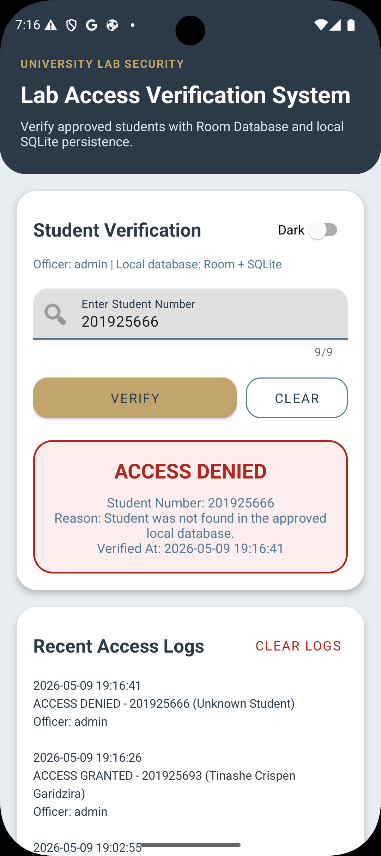 7:16
UNIVERSITY LAB SECURITY
Lab Access Verification System
Verify approved students with Room Database and local
SQLite persistence.
Student Verification
Dark
Officer: admin | Local database: Room + SQLite
Enter Student Number
201925666
9/9
VERIFY
CLEAR
ACCESS DENIED
Student Number: 201925666
Reason: Student was not found in the approved
local database.
Verified At: 2026-05-09 19:16:41
Recent Access Logs
CLEAR LOGS
2026-05-09 19:16:41
ACCESS DENIED - 201925666 (Unknown Student)
Officer: admin
2026-05-09 19:16:26
ACCESS GRANTED - 201925693 (Tinashe Crispen
Garidzira)
Officer: admin
2026-05-09 19:02:55